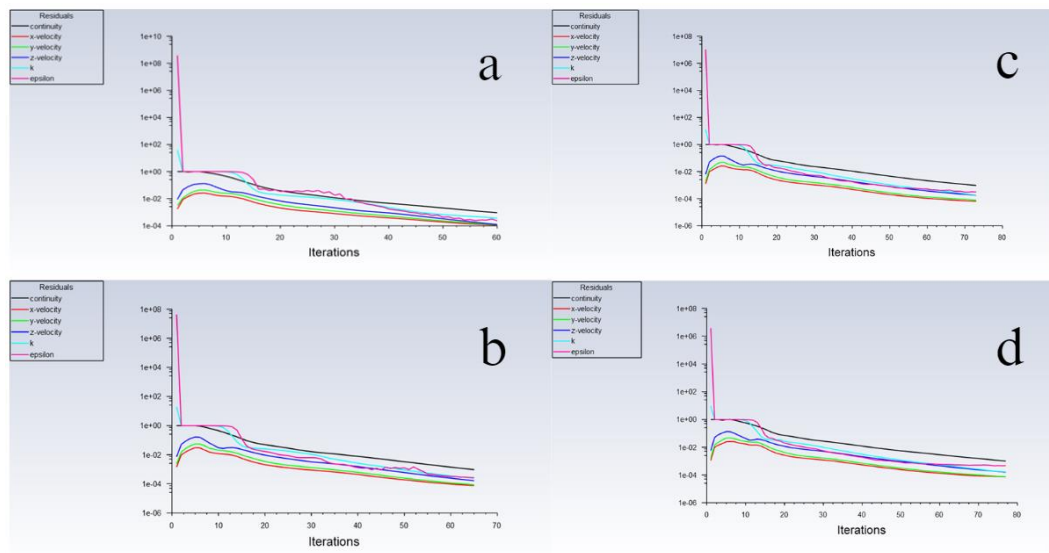 Residuals
continuity
x-velocity
y-velocity
z-velocity
k
epsilon
1e+10
1e+08
1e+06
1e+04
1e+02
1e+00
1e-02
1e-04
0 10 20 30 40 50 60
Iterations
a
Residuals
continuity
x-velocity
y-velocity
z-velocity
k
epsilon
1e+08
1e+06
1e+04
1e+02
1e+00
1e-02
1e-04
1e-06
0 10 20 30 40 50 60 70 80
Iterations
c
Residuals
continuity
x-velocity
y-velocity
z-velocity
k
epsilon
1e+08
1e+06
1e+04
1e+02
1e+00
1e-02
1e-04
1e-06
0 10 20 30 40 50 60 70
Iterations
b
Residuals
continuity
x-velocity
y-velocity
z-velocity
k
epsilon
1e+08
1e+06
1e+04
1e+02
1e+00
1e-02
1e-04
1e-06
0 10 20 30 40 50 60 70 80
Iterations
d